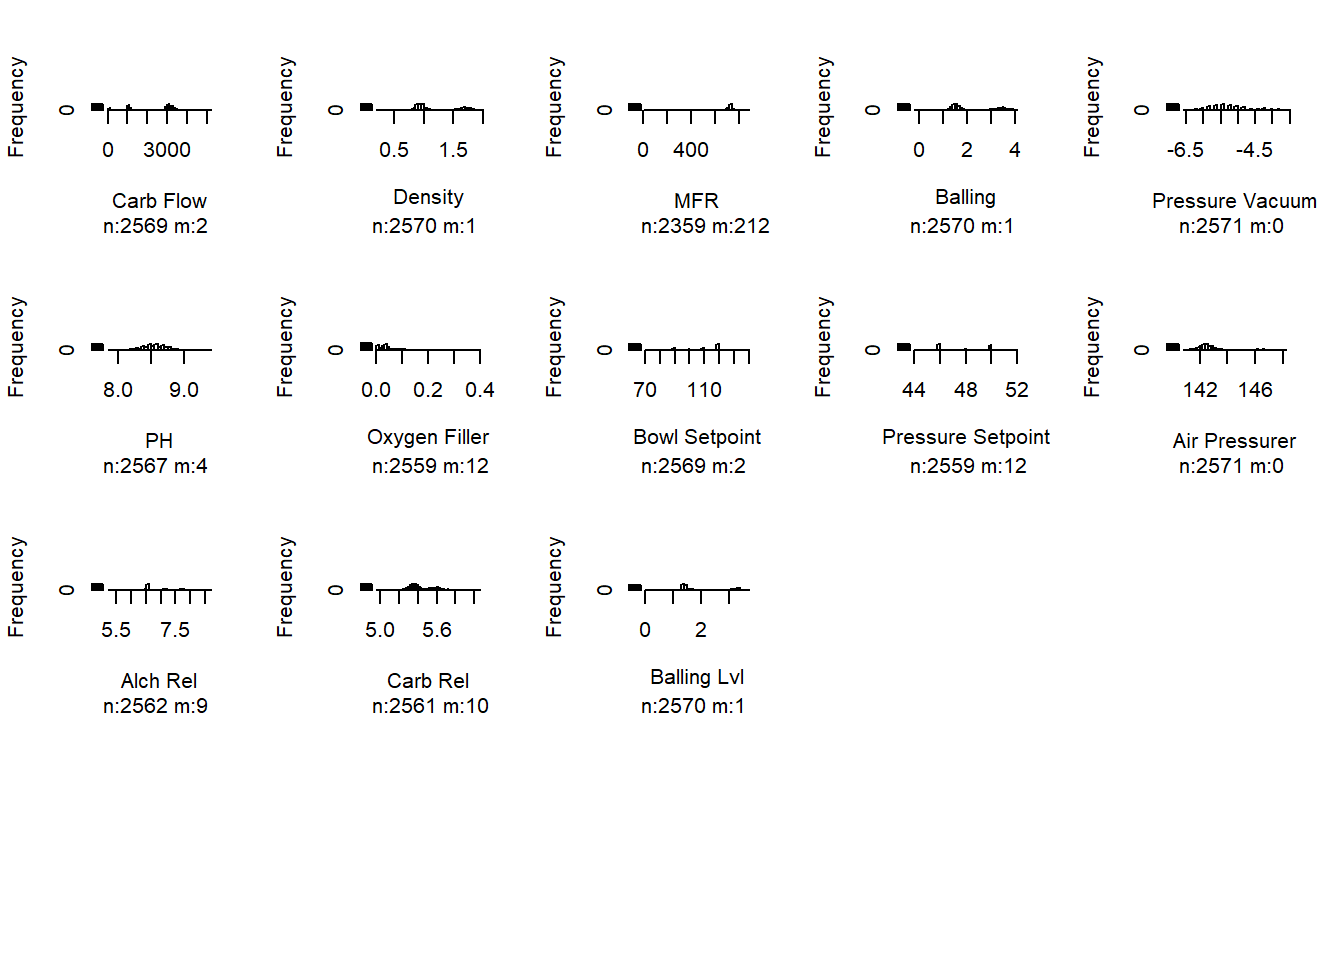 Frequency
0
0 3000
Carb Flow
n:2569 m:2
Frequency
0
0.5 1.5
Density
n:2570 m:1
Frequency
0
0 400
MFR
n:2359 m:212
Frequency
0
0 2 4
Balling
n:2570 m:1
Frequency
0
-6.5 -4.5
Pressure Vacuum
n:2571 m:0
Frequency
0
8.0 9.0
PH
n:2567 m:4
Frequency
0
0.0 0.2 0.4
Oxygen Filler
n:2559 m:12
Frequency
0
70 110
Bowl Setpoint
n:2569 m:2
Frequency
0
44 48 52
Pressure Setpoint
n:2559 m:12
Frequency
0
142 146
Air Pressurer
n:2571 m:0
Frequency
0
5.5 7.5
Alch Rel
n:2562 m:9
Frequency
0
5.0 5.6
Carb Rel
n:2561 m:10
Frequency
0
0 2
Balling Lvl
n:2570 m:1